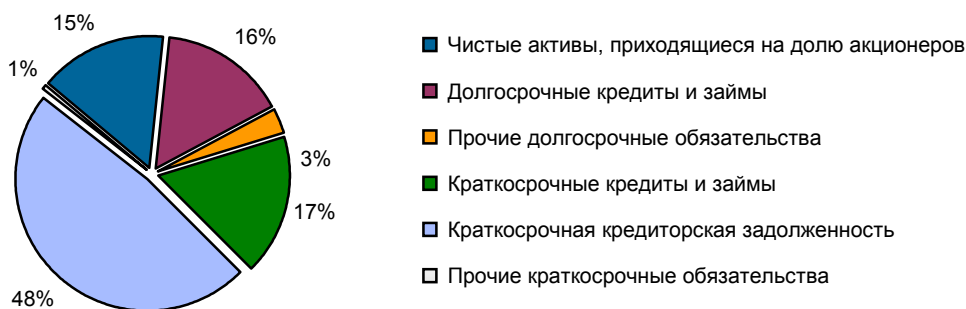 15%
16%
1%
3%
17%
48%
Чистые активы, приходящиеся на долю акционеров
Долгосрочные кредиты и займы
Прочие долгосрочные обязательства
Краткосрочные кредиты и займы
Краткосрочная кредиторская задолженность
Прочие краткосрочные обязательства